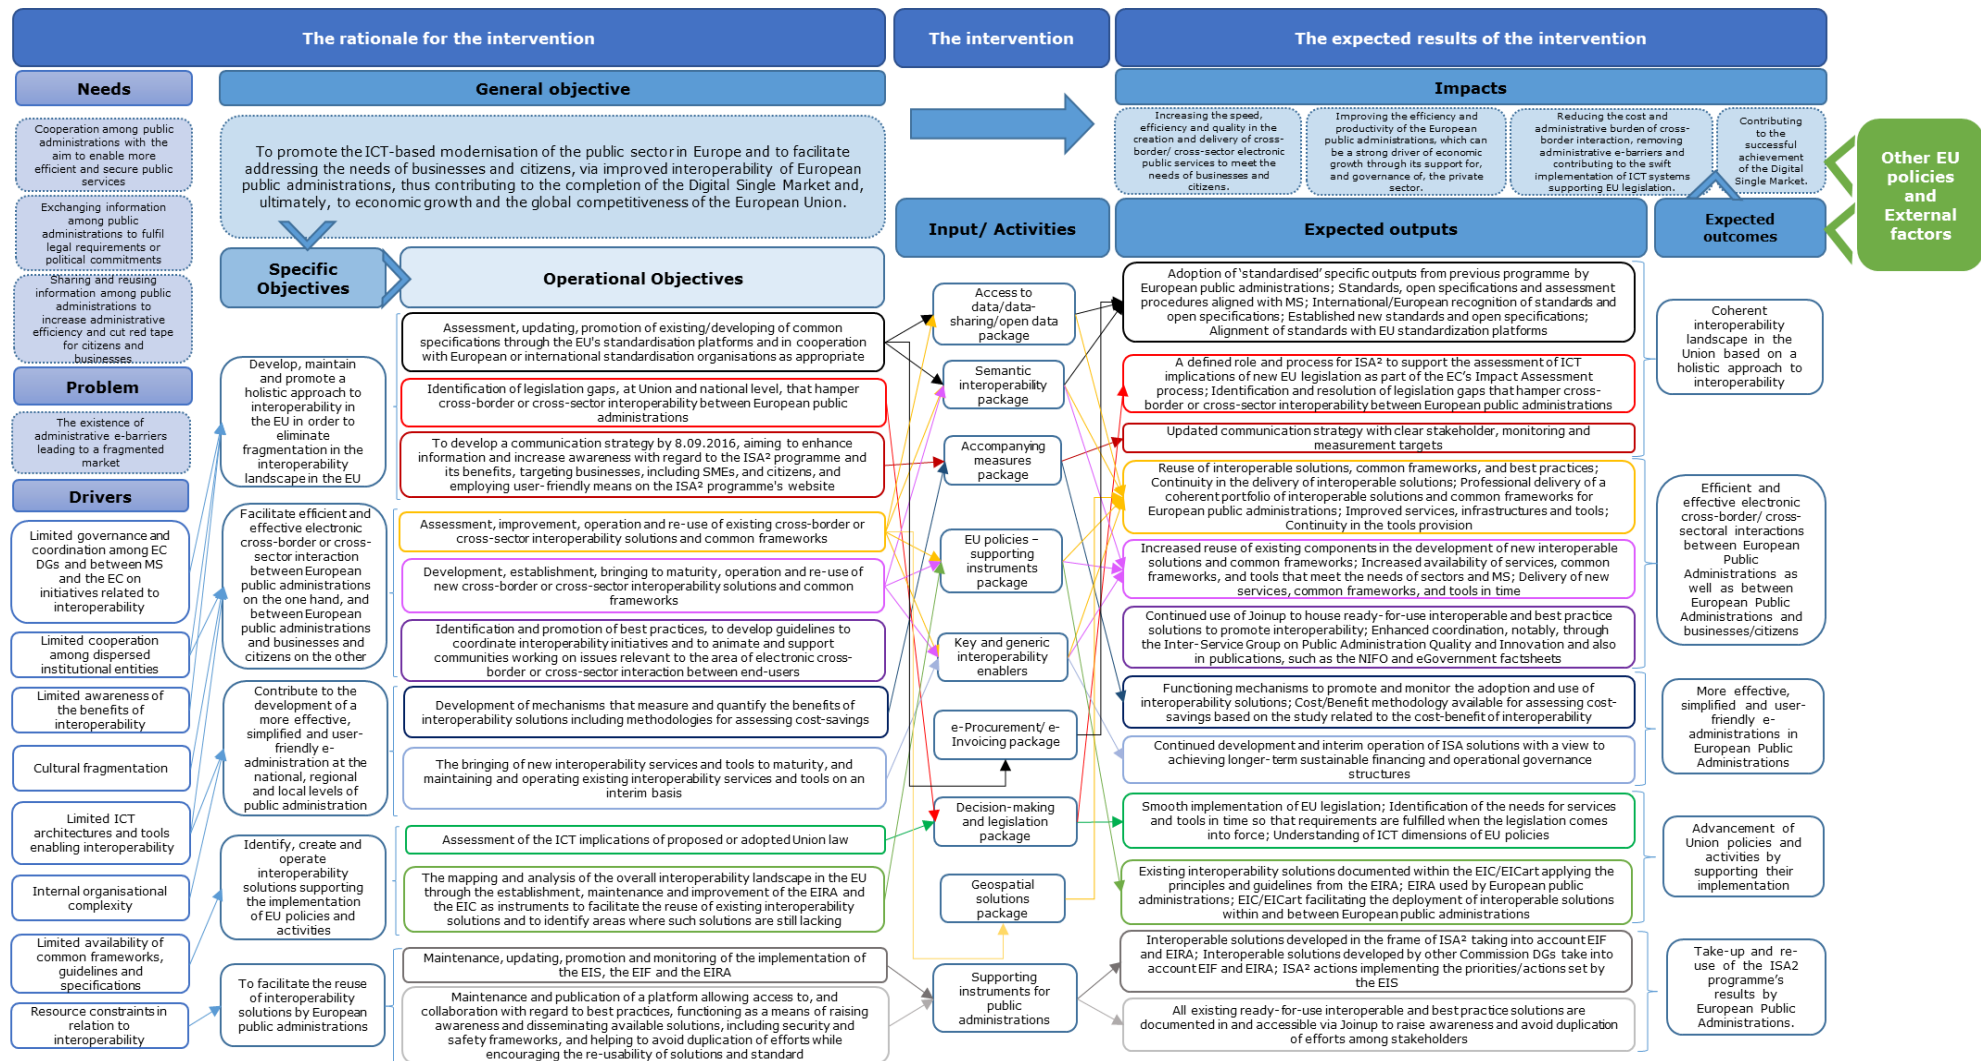 The rationale for the intervention
The intervention
The expected results of the intervention
Needs
Cooperation among public
administrations with the
aim to enable more
efficient and secure public
services
Exchanging information
among public
administrations to fulfil
legal requirements or
political commitments
Sharing and reusing
information among public
administrations to
increase administrative
efficiency and cut red tape
for citizens and
businesses
Problem
The existence of
administrative e-barriers
leading to a fragmented
market
Drivers
Limited governance and
coordination among EC
DGs and between MS
and the EC on
initiatives related to
interoperability
Limited cooperation
among dispersed
institutional entities
Limited awareness of
the benefits of
interoperability
Cultural fragmentation
Limited ICT
architectures and tools
enabling interoperability
Internal organisational
complexity
Limited availability of
common frameworks,
guidelines and
specifications
Resource constraints in
relation to
interoperability
General objective
To promote the ICT-based modernisation of the public sector in Europe and to facilitate
addressing the needs of businesses and citizens, via improved interoperability of European
public administrations, thus contributing to the completion of the Digital Single Market and,
ultimately, to economic growth and the global competitiveness of the European Union.
Specific
Objectives
Develop, maintain
and promote a
holistic approach to
interoperability in
the EU in order to
eliminate
fragmentation in the
interoperability
landscape in the EU
Facilitate efficient and
effective electronic
cross-border or cross-
sector interaction
between European
public administrations
on the one hand, and
between European
public administrations
and businesses and
citizens on the other
Contribute to the
development of a
more effective,
simplified and user-
friendly e-
administration at the
national, regional
and local levels of
public administration
Identify, create and
operate
interoperability
solutions supporting
the implementation
of EU policies and
activities
To facilitate the reuse
of interoperability
solutions by European
public administrations
Operational Objectives
Assessment, updating, promotion of existing/developing of common
specifications through the EU's standardisation platforms and in cooperation
with European or international standardisation organisations as appropriate
Identification of legislation gaps, at Union and national level, that hamper
cross-border or cross-sector interoperability between European public
administrations
To develop a communication strategy by 8.09.2016, aiming to enhance
information and increase awareness with regard to the ISA² programme and
its benefits, targeting businesses, including SMEs, and citizens, and
employing user-friendly means on the ISA² programme's website
Assessment, improvement, operation and re-use of existing cross-border or
cross-sector interoperability solutions and common frameworks
Development, establishment, bringing to maturity, operation and re-use of
new cross-border or cross-sector interoperability solutions and common
frameworks
Identification and promotion of best practices, to develop guidelines to
coordinate interoperability initiatives and to animate and support
communities working on issues relevant to the area of electronic cross-
border or cross-sector interaction between end-users
Development of mechanisms that measure and quantify the benefits of
interoperability solutions including methodologies for assessing cost-savings
The bringing of new interoperability services and tools to maturity, and
maintaining and operating existing interoperability services and tools on an
interim basis
Assessment of the ICT implications of proposed or adopted Union law
The mapping and analysis of the overall interoperability landscape in the EU
through the establishment, maintenance and improvement of the EIRA and
the EIC as instruments to facilitate the reuse of existing interoperability
solutions and to identify areas where such solutions are still lacking
Maintenance, updating, promotion and monitoring of the implementation of
the EIS, the EIF and the EIRA
Maintenance and publication of a platform allowing access to, and
collaboration with regard to best practices, functioning as a means of raising
awareness and disseminating available solutions, including security and
safety frameworks, and helping to avoid duplication of efforts while
encouraging the re-usability of solutions and standard
Input/ Activities
Access to
data/data-
sharing/open data
package
Semantic
interoperability
package
Accompanying
measures
package
EU policies –
supporting
instruments
package
Key and generic
interoperability
enablers
e-Procurement/ e-
Invoicing package
Decision-making
and legislation
package
Geospatial
solutions
package
Supporting
instruments for
public
administrations
Impacts
Increasing the speed,
efficiency and quality in the
creation and delivery of cross-
border/ cross-sector electronic
public services to meet the
needs of businesses and
citizens.
Improving the efficiency and
productivity of the European
public administrations, which can
be a strong driver of economic
growth through its support for,
and governance of, the private
sector.
Reducing the cost and
administrative burden of cross-
border interaction, removing
administrative e-barriers and
contributing to the swift
implementation of ICT systems
supporting EU legislation.
Contributing
to the
successful
achievement
of the Digital
Single Market.
Expected outputs
Adoption of ‘standardised’ specific outputs from previous programme by
European public administrations; Standards, open specifications and assessment
procedures aligned with MS; International/European recognition of standards and
open specifications; Established new standards and open specifications;
Alignment of standards with EU standardization platforms
A defined role and process for ISA² to support the assessment of ICT
implications of new EU legislation as part of the EC’s Impact Assessment
process; Identification and resolution of legislation gaps that hamper cross-
border or cross-sector interoperability between European public administrations
Updated communication strategy with clear stakeholder, monitoring and
measurement targets
Reuse of interoperable solutions, common frameworks, and best practices;
Continuity in the delivery of interoperable solutions; Professional delivery of a
coherent portfolio of interoperable solutions and common frameworks for
European public administrations; Improved services, infrastructures and tools;
Continuity in the tools provision
Increased reuse of existing components in the development of new interoperable
solutions and common frameworks; Increased availability of services, common
frameworks, and tools that meet the needs of sectors and MS; Delivery of new
services, common frameworks, and tools in time
Continued use of Joinup to house ready-for-use interoperable and best practice
solutions to promote interoperability; Enhanced coordination, notably, through
the Inter-Service Group on Public Administration Quality and Innovation and also
in publications, such as the NIFO and eGovernment factsheets
Functioning mechanisms to promote and monitor the adoption and use of
interoperability solutions; Cost/Benefit methodology available for assessing cost-
savings based on the study related to the cost-benefit of interoperability
Continued development and interim operation of ISA solutions with a view to
achieving longer-term sustainable financing and operational governance
structures
Smooth implementation of EU legislation; Identification of the needs for services
and tools in time so that requirements are fulfilled when the legislation comes
into force; Understanding of ICT dimensions of EU policies
Existing interoperability solutions documented within the EIC/EICart applying the
principles and guidelines from the EIRA; EIRA used by European public
administrations; EIC/EICart facilitating the deployment of interoperable solutions
within and between European public administrations
Interoperable solutions developed in the frame of ISA² taking into account EIF
and EIRA; Interoperable solutions developed by other Commission DGs take into
account EIF and EIRA; ISA² actions implementing the priorities/actions set by
the EIS
All existing ready-for-use interoperable and best practice solutions are
documented in and accessible via Joinup to raise awareness and avoid duplication
of efforts among stakeholders
Expected
outcomes
Coherent
interoperability
landscape in the
Union based on a
holistic approach to
interoperability
Efficient and
effective electronic
cross-border/ cross-
sectoral interactions
between European
Public
Administrations as
well as between
European Public
Administrations and
businesses/citizens
More effective,
simplified and user-
friendly e-
administrations in
European Public
Administrations
Advancement of
Union policies and
activities by
supporting their
implementation
Take-up and re-
use of the ISA2
programme’s
results by
European Public
Administrations.
Other EU
policies
and
External
factors